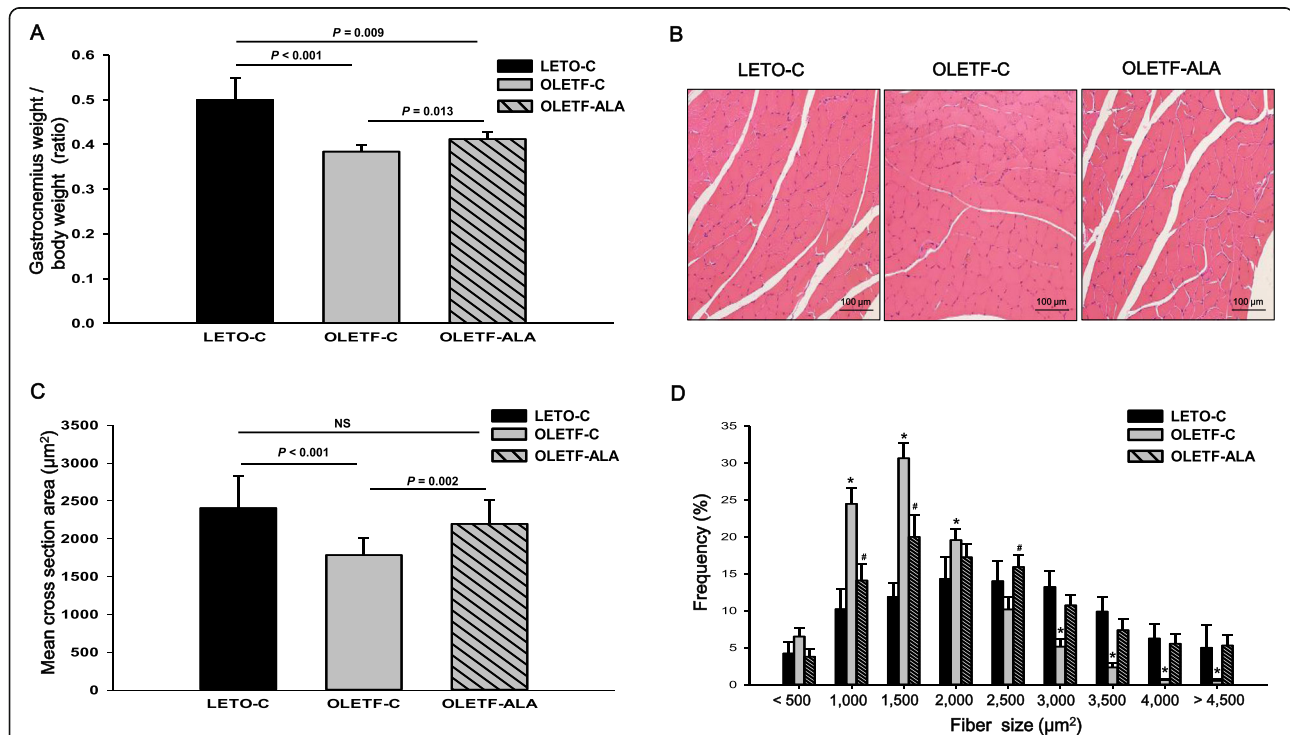 A
P = 0.009
P < 0.001
P = 0.013
LETO-C
OLETF-C
OLETF-ALA
Gastrocnemius weight /
body weight (ratio)
0.6
0.5
0.4
0.3
0.2
0.1
0.0
LETO-C
OLETF-C
OLETF-ALA
B
LETO-C
OLETF-C
OLETF-ALA
100 µm
100 µm
100 µm
C
LETO-C
OLETF-C
OLETF-ALA
NS
P < 0.001
P = 0.002
Mean cross section area (µm²)
3500
3000
2500
2000
1500
1000
500
0
LETO-C
OLETF-C
OLETF-ALA
D
LETO-C
OLETF-C
OLETF-ALA
Frequency (%)
35
30
25
20
15
10
5
0
*
#
*
#
*
#
*
*
*
*
< 500
1,000
1,500
2,000
2,500
3,000
3,500
4,000
> 4,500
Fiber size (µm²)